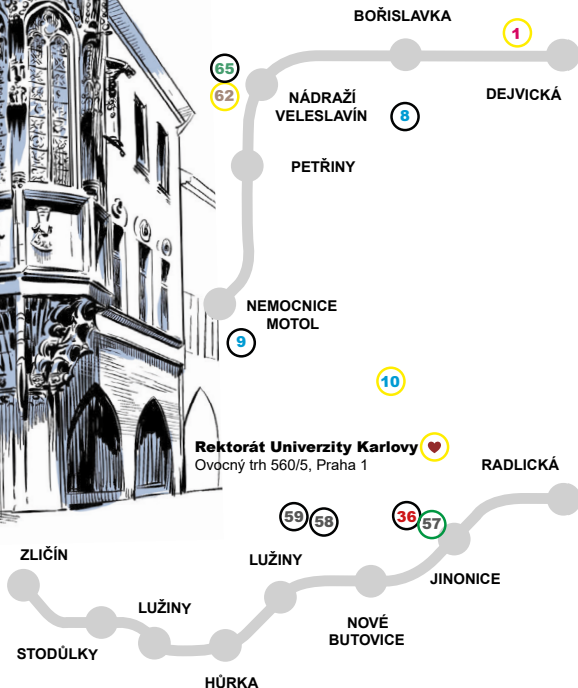 BOŘISLAVKA
1
65
62
NÁDRAŽÍ
VELESLAVÍN
8
DEJVICKÁ
PETŘINY
NEMOCNICE
MOTOL
9
10
Rektorát Univerzity Karlovy
Ovocný trh 560/5, Praha 1
RADLICKÁ
59
58
36
57
ZLIČÍN
LUŽINY
JINONICE
LUŽINY
NOVÉ
BUTOVICE
STODŮLKY
HŮRKA